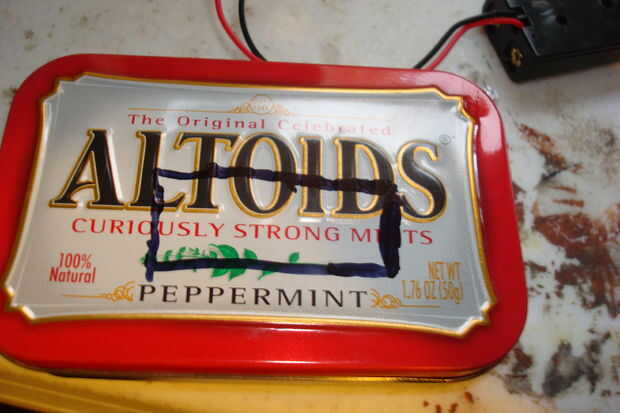 The Original Celebrated
ALTOIDS®
CURIOUSLY STRONG MINTS
100%
Natural
NET WT
1.76 OZ (50g)
PEPPERMINT